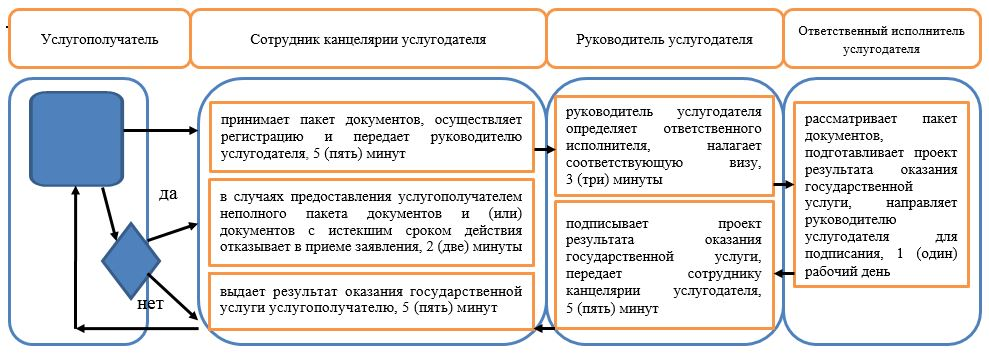 Услугополучатель
Сотрудник канцелярии услугодателя
Руководитель услугодателя
Ответственный исполнитель
услугодателя
принимает пакет документов, осуществляет
регистрацию и передает руководителю
услугодателя, 5 (пять) минут
да
в случаях предоставления услугополучателем
неполного пакета документов и (или)
документов с истекшим сроком действия
отказывает в приеме заявления, 2 (две) минуты
нет
выдает результат оказания государственной
услуги услугополучателю, 5 (пять) минут
руководитель услугодателя
определяет ответственного
исполнителя, налагает
соответствующую визу,
3 (три) минуты
подписывает проект
результата оказания
государственной услуги,
передает сотруднику
канцелярии услугодателя,
5 (пять) минут
рассматривает пакет
документов,
подготавливает проект
результата оказания
государственной
услуги, направляет
руководителю
услугодателя для
подписания, 1 (один)
рабочий день